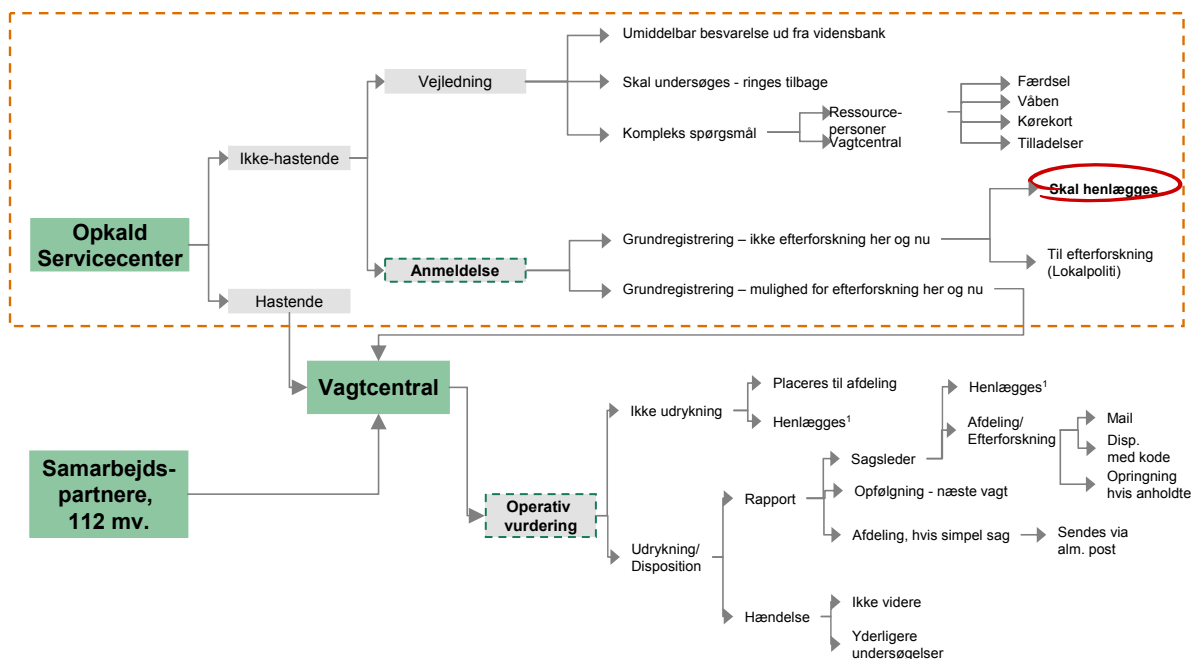 Umiddelbar besvarelse ud fra vidensbank
Vejledning
Skal undersøges - ringes tilbage
Færdsel
Våben
Kørekort
Tilladelser
Kompleks spørgsmål
Ressource-
personer
Vagtcentral
Ikke-hastende
Skal henlægges
Opkald
Servicecenter
Grundregistrering – ikke efterforskning her og nu
Til efterforskning
(Lokalpoliti)
Anmeldelse
Grundregistrering – mulighed for efterforskning her og nu
Hastende
Vagtcentral
Placeres til afdeling
Ikke udrykning
Henlægges¹
Henlægges¹
Afdeling/
Efterforskning
Mail
Disp.
med kode
Opringning
hvis anholdte
Samarbejds-
partnere,
112 mv.
Operativ
vurdering
Sagsleder
Rapport
Opfølgning - næste vagt
Afdeling, hvis simpel sag
Sendes via
alm. post
Udrykning/
Disposition
Hændelse
Ikke videre
Yderligere
undersøgelser